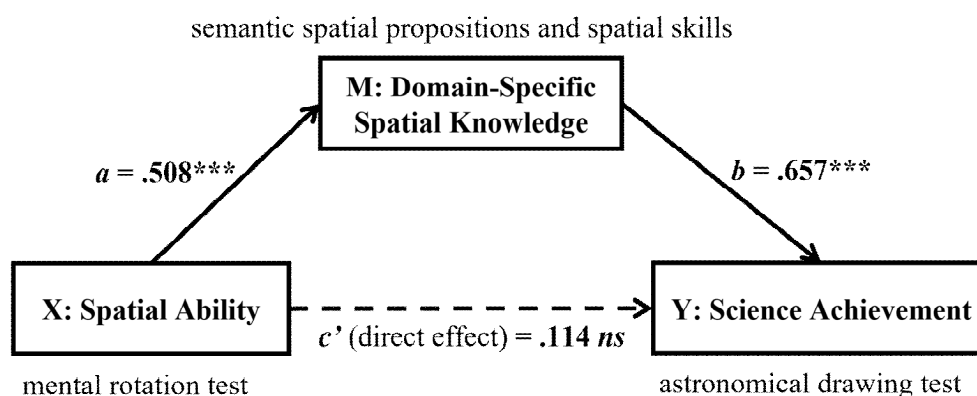 semantic spatial propositions and spatial skills
M: Domain-Specific
Spatial Knowledge
a = .508***
b = .657***
X: Spatial Ability
Y: Science Achievement
c’ (direct effect) = .114 ns
mental rotation test
astronomical drawing test